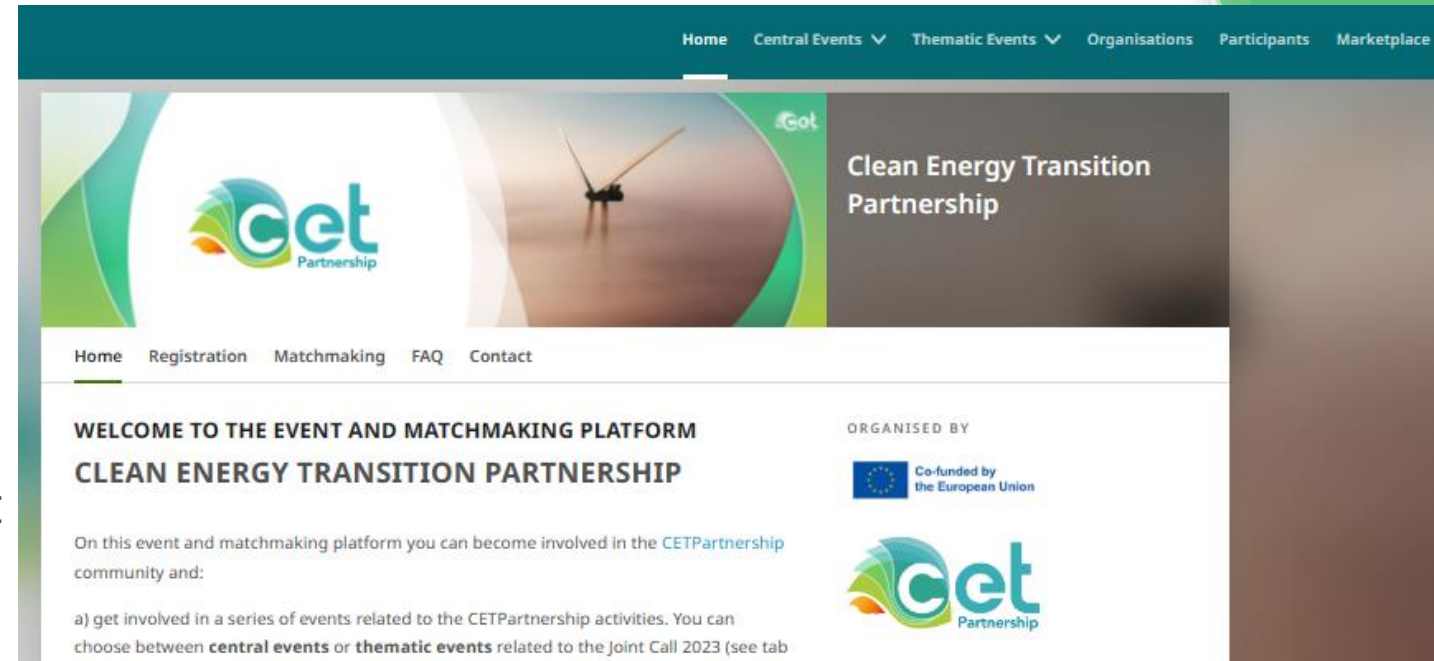 Home Central Events Thematic Events Organisations Participants Marketplace
cet
cet
Partnership
Clean Energy Transition
Partnership
Home Registration Matchmaking FAQ Contact
WELCOME TO THE EVENT AND MATCHMAKING PLATFORM
CLEAN ENERGY TRANSITION PARTNERSHIP
On this event and matchmaking platform you can become involved in the CETPartnership
community and:
a) get involved in a series of events related to the CETPartnership activities. You can
choose between central events or thematic events related to the Joint Call 2023 (see tab
ORGANISED BY
Co-funded by
the European Union
cet
Partnership